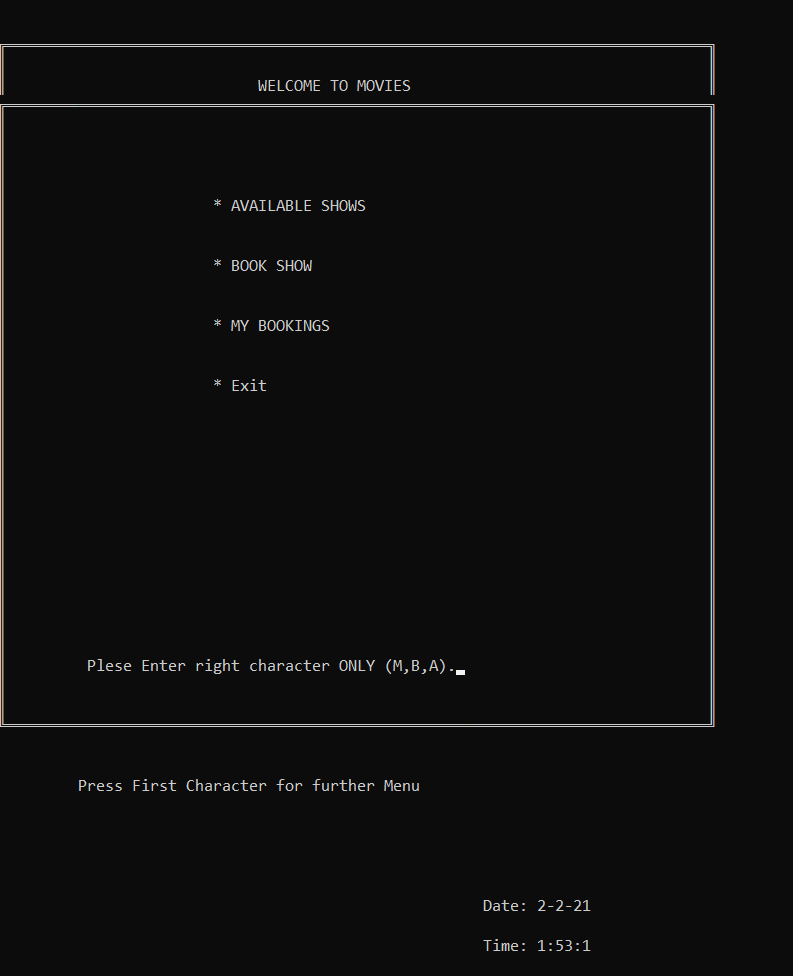 WELCOME TO MOVIES
* AVAILABLE SHOWS
* BOOK SHOW
* MY BOOKINGS
* Exit
Plese Enter right character ONLY (M,B,A).
Press First Character for further Menu
Date: 2-2-21
Time: 1:53:1